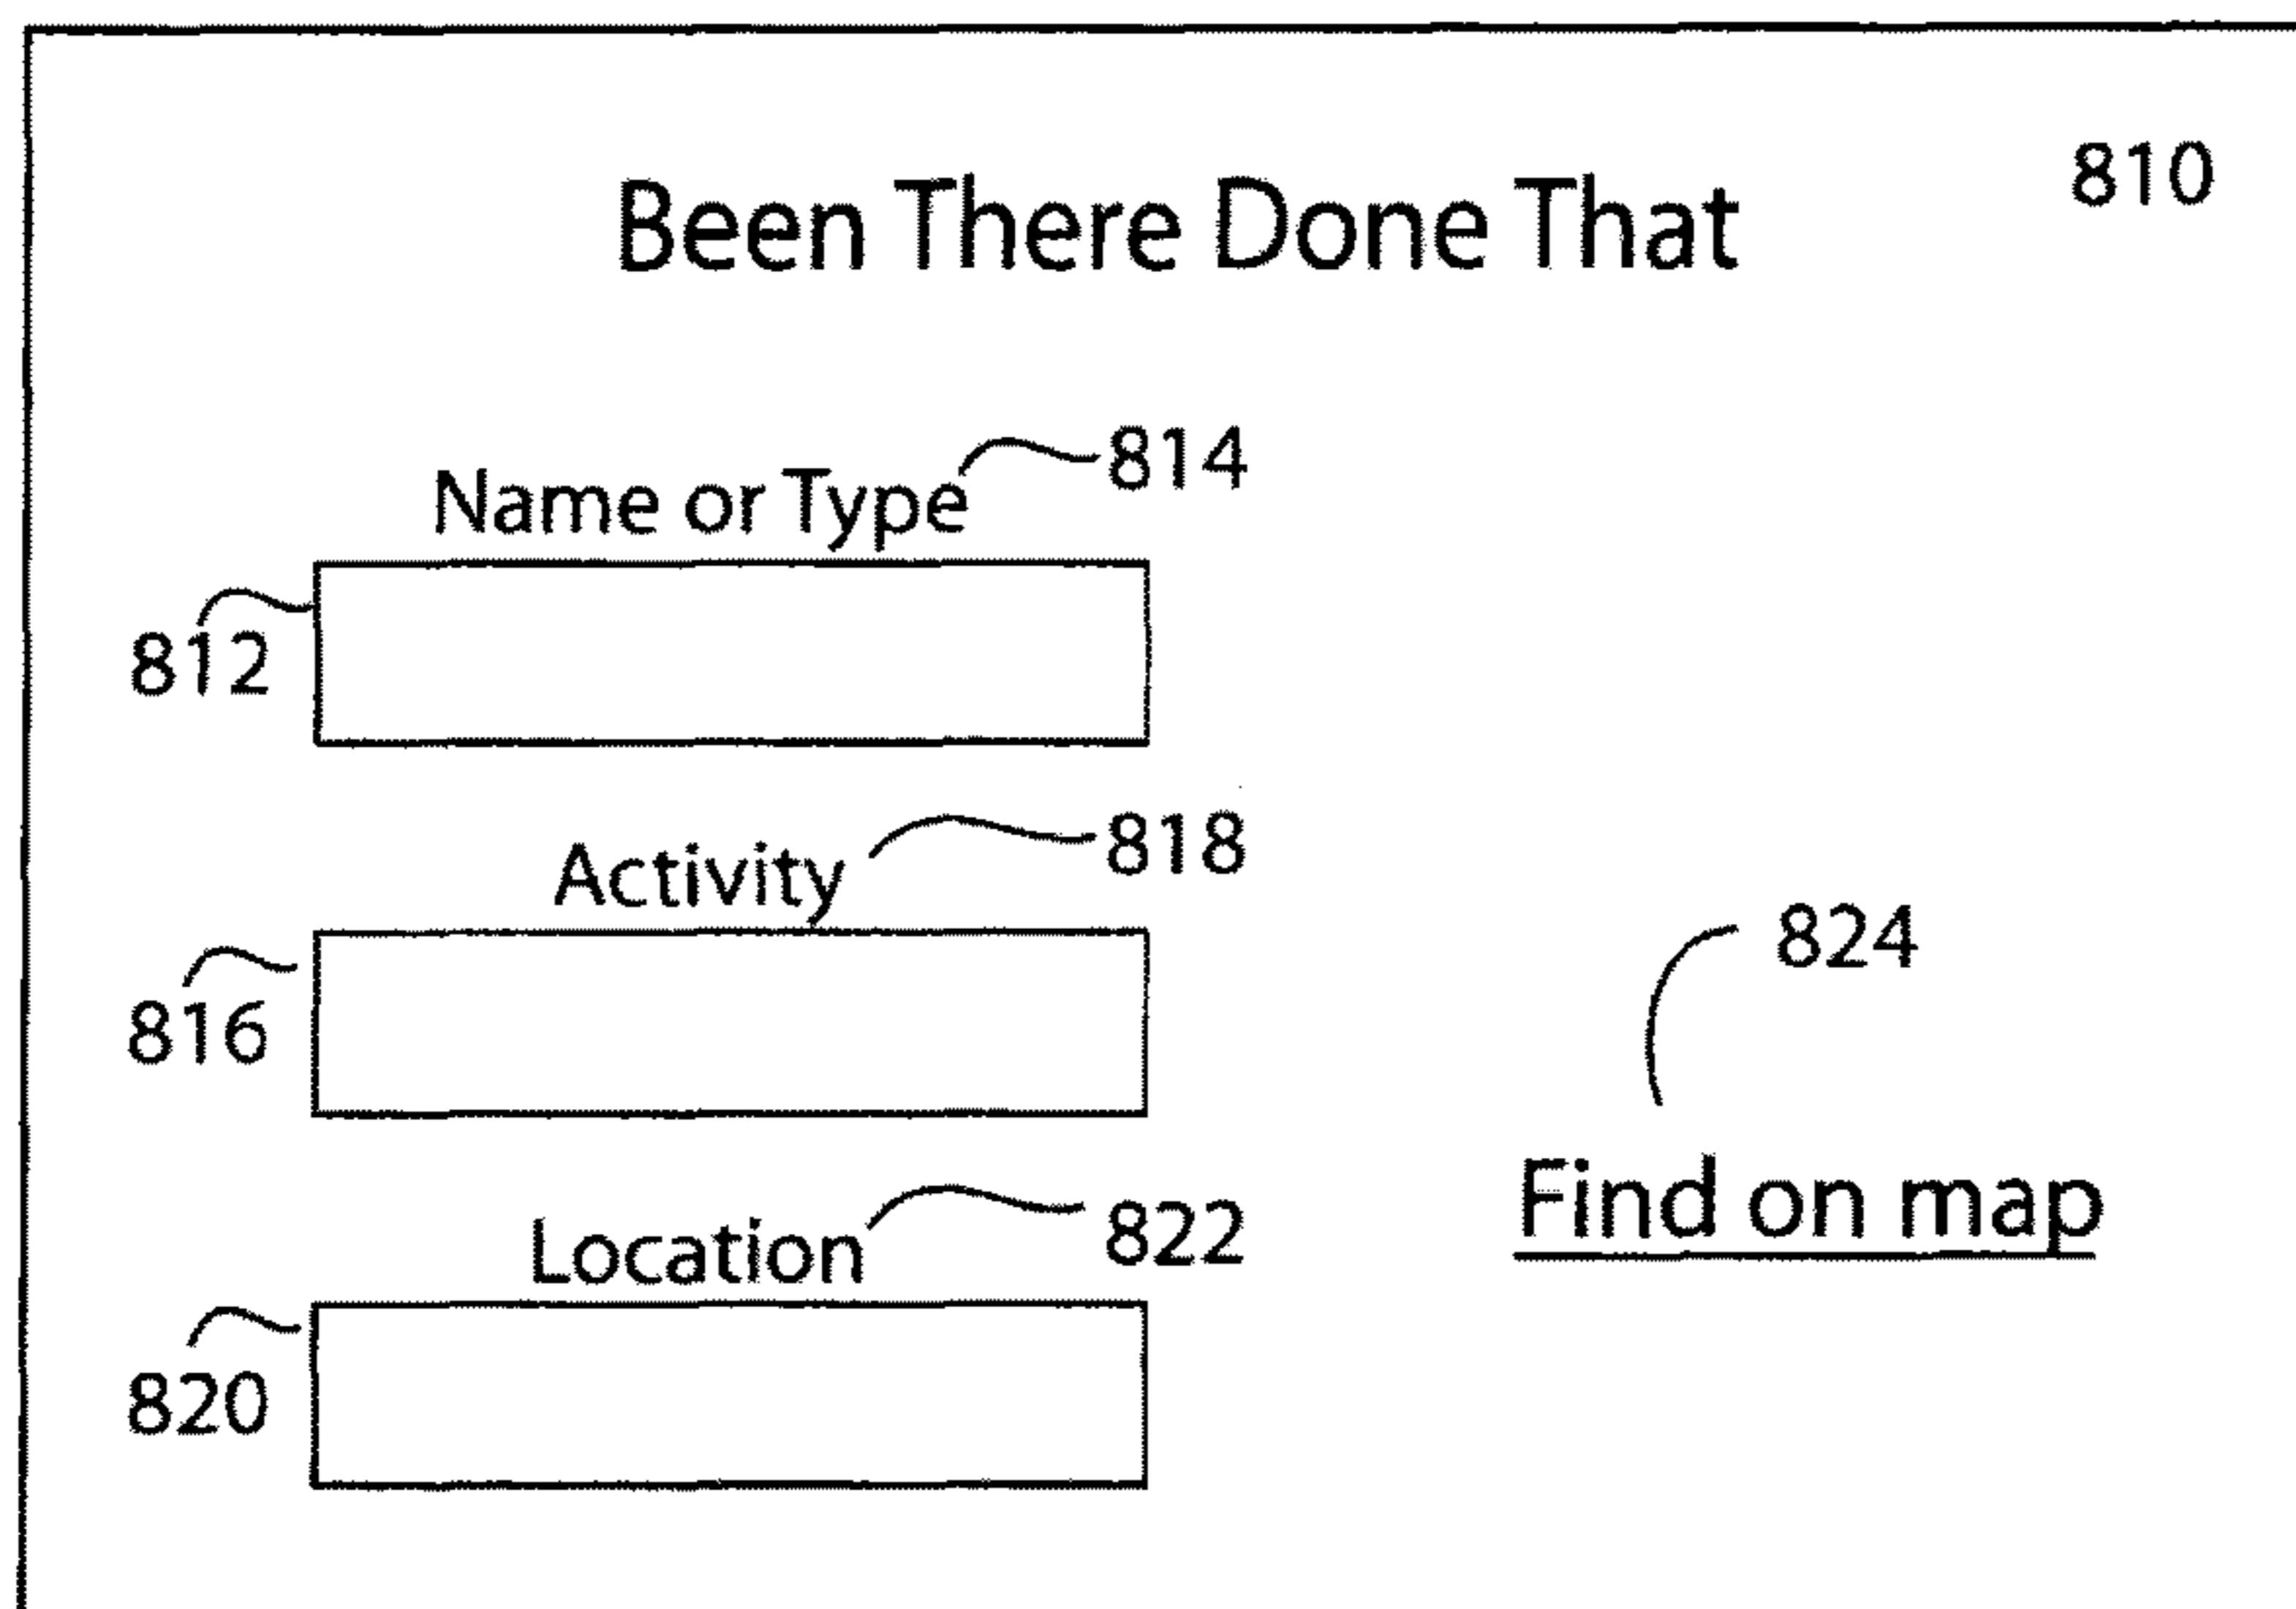 810
Been There Done That
814
Name or Type
812
818
Activity
824
816
822
Find on map
Location
820